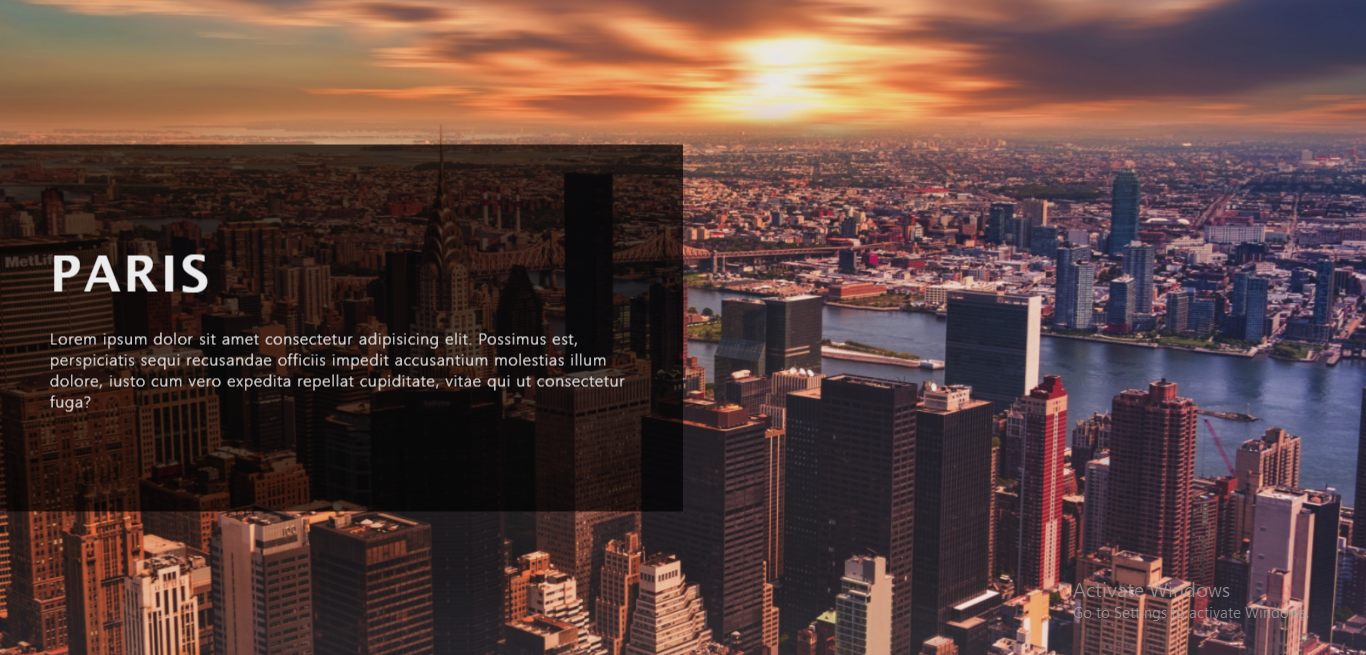 MetLife
PARIS
Lorem ipsum dolor sit amet consectetur adipisicing elit. Possimus est,
perspiciatis sequi recusandae officiis impedit accusantium molestias illum
dolore, iusto cum vero expedita repellat cupiditate, vitae qui ut consectetur
fuga?
Activate Windows
Go to Settings to activate Windows.